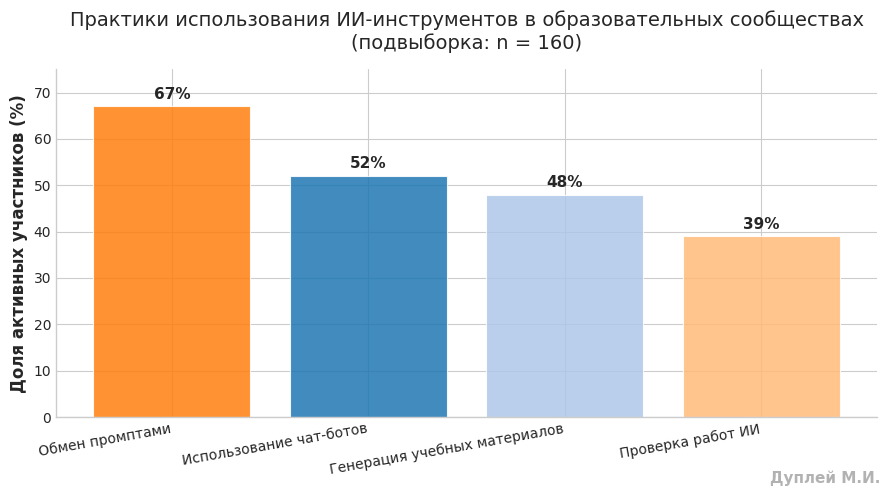 Практики использования ИИ-инструментов в образовательных сообществах
(подвыборка: n = 160)
Доля активных участников (%)
70
60
50
40
30
20
10
0
67%
52%
48%
39%
Обмен промптами
Использование чат-ботов
Генерация учебных материалов
Проверка работ ИИ
Дуплей М.И.